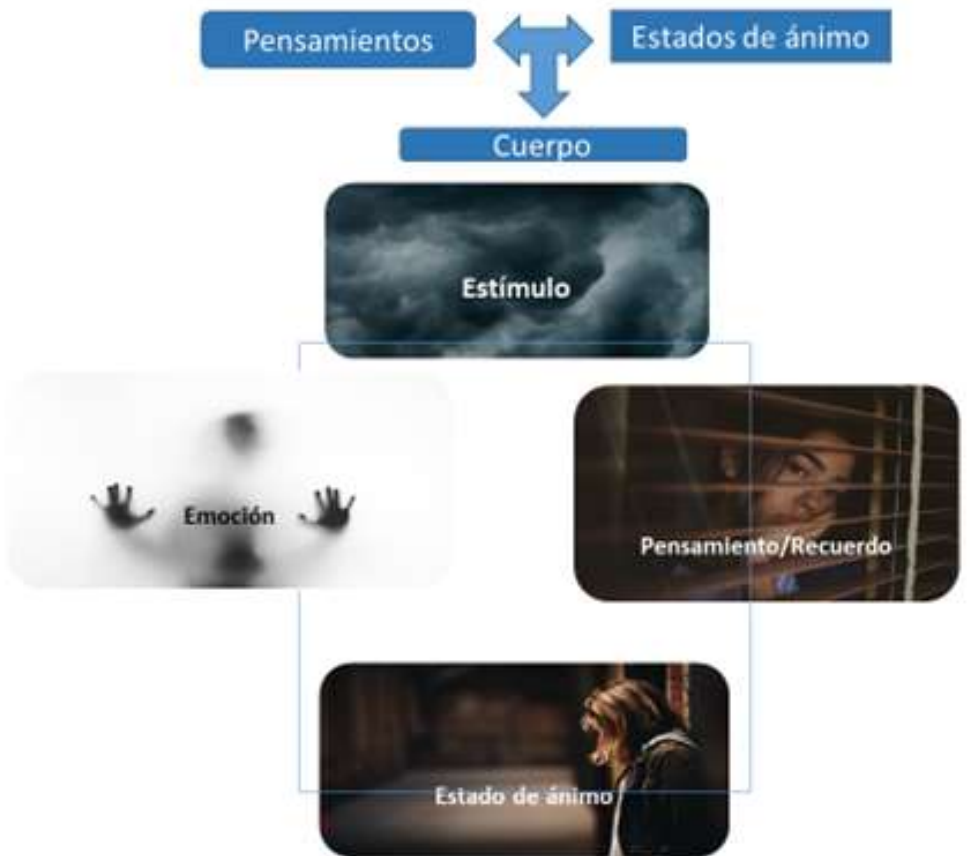 Pensamientos
Estados de ánimo
Cuerpo
Estímulo
Emoción
Pensamiento/Recuerdo
Estado de ánimo